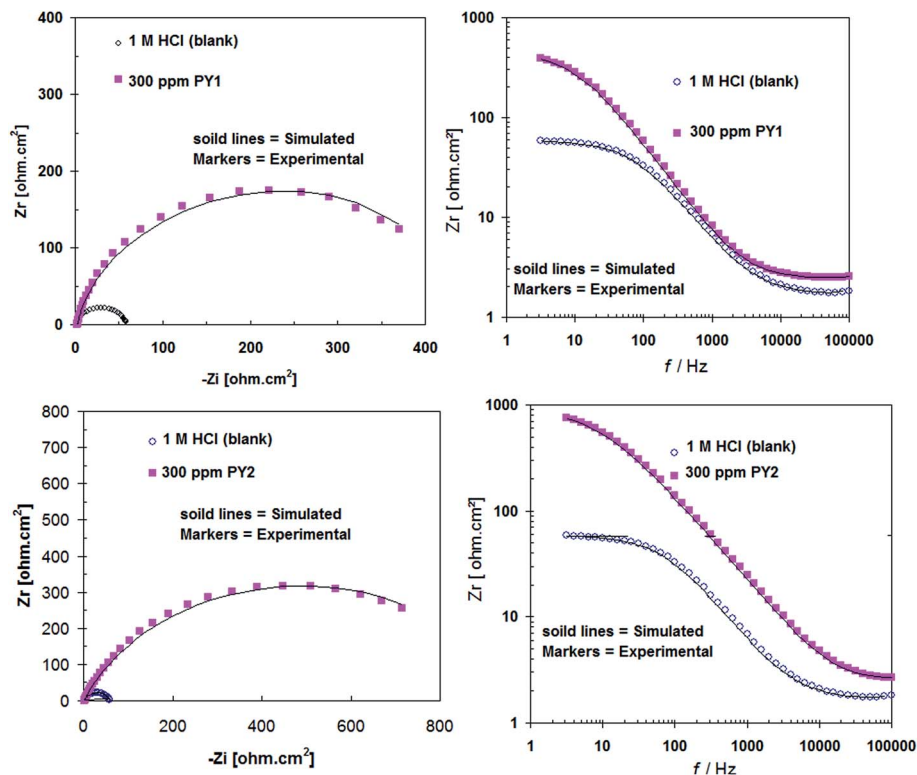 400
300
200
100
0
0
100
200
300
400
Zr [ohm.cm²]
-Zi [ohm.cm²]
1 M HCl (blank)
300 ppm PY1
soild lines = Simulated
Markers = Experimental
1000
100
10
1
1
10
100
1000
10000
100000
Zr [ ohm.cm²]
f / Hz
1 M HCl (blank)
300 ppm PY1
soild lines = Simulated
Markers = Experimental
800
700
600
500
400
300
200
100
0
0
200
400
600
800
Zr [ohm.cm²]
-Zi [ohm.cm²]
1 M HCl (blank)
300 ppm PY2
soild lines = Simulated
Markers = Experimental
1000
100
10
1
1
10
100
1000
10000
100000
Zr [ ohm.cm²]
f / Hz
1 M HCl (blank)
300 ppm PY2
soild lines = Simulated
Markers = Experimental